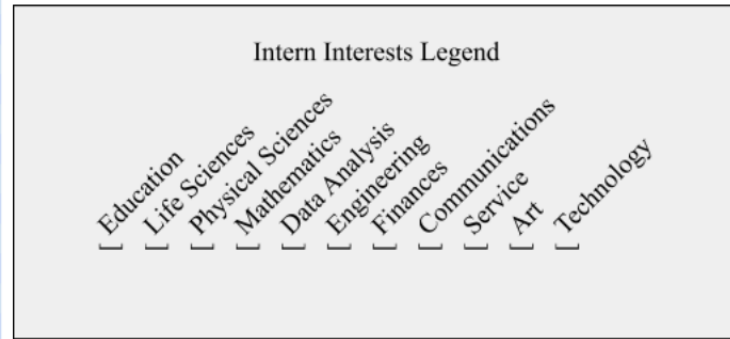 Intern Interests Legend
Education
Life Sciences
Physical Sciences
Mathematics
Data Analysis
Engineering
Finances
Communications
Service
Art
Technology